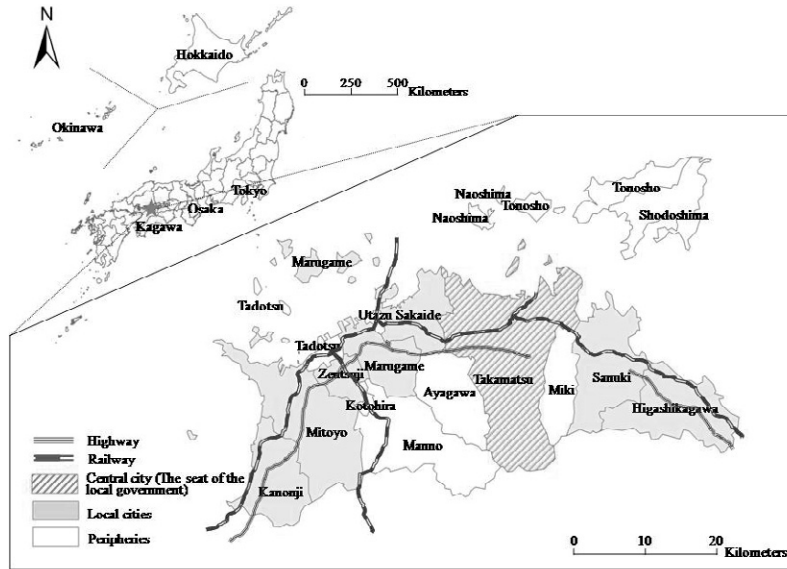 N
Hokkaido
0 250 500
Kilometers
Okinawa
Tokyo
Osaka
Kagawa
Naoshima
Tonosho
Tonosho
Naoshima
Shodoshima
Marugame
Tadotsu
Utazu Sakaide
Tadotsu
Zentsuji
Marugame
Ayagawa
Takamatsu
Miki
Sanuki
Kotohira
Higashikagawa
Mitoyo
Manno
Kanonji
Highway
Railway
Central city (The seat of the
local government)
Local cities
Peripheries
0 10 20
Kilometers